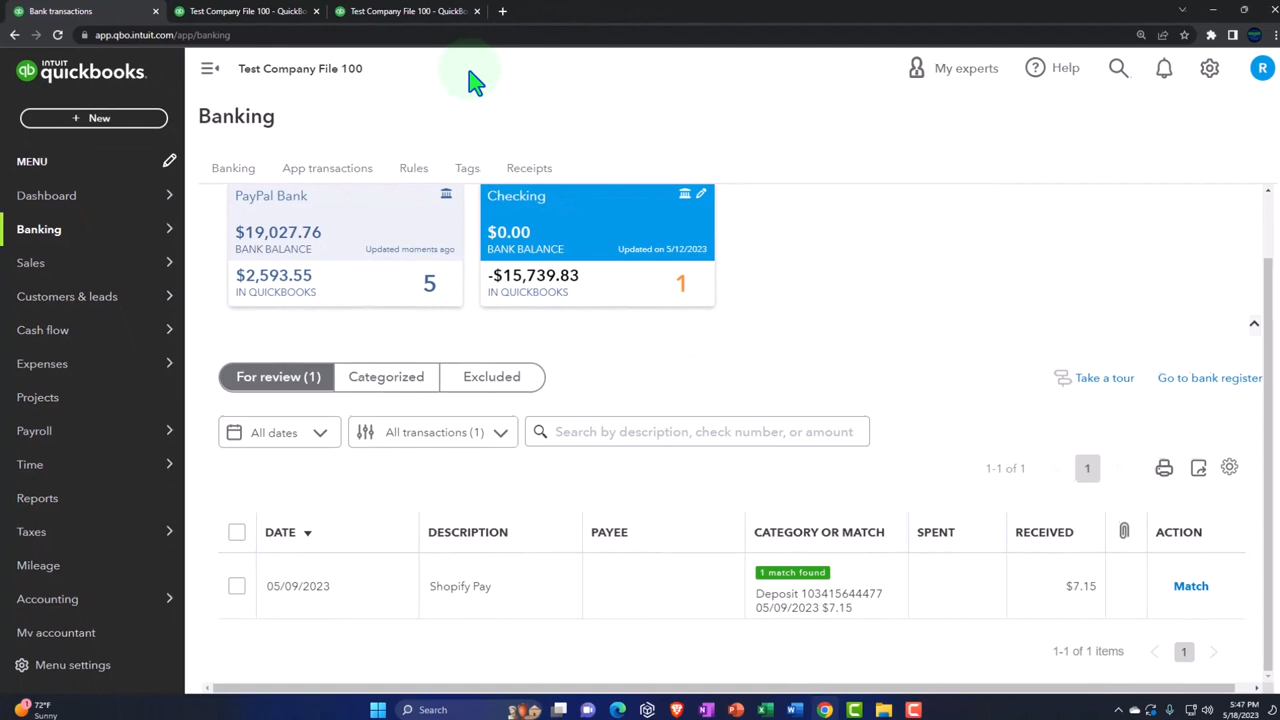 Bank transactions
Test Company File 100 - QuickBo
Test Company File 100 - QuickBo
app.qbo.intuit.com/app/banking
INTUIT
quickbooks.
Test Company File 100
My experts
Help
R
+ New
Banking
MENU
Banking
App transactions
Rules
Tags
Receipts
Dashboard
Banking
Sales
Customers & leads
Cash flow
Expenses
Projects
Payroll
Time
Reports
Taxes
Mileage
Accounting
My accountant
Menu settings
PayPal Bank
$19,027.76
BANK BALANCE
Updated moments ago
$2,593.55
IN QUICKBOOKS
5
Checking
$0.00
BANK BALANCE
Updated on 5/12/2023
-$15,739.83
IN QUICKBOOKS
1
For review (1)
Categorized
Excluded
Take a tour
Go to bank register
All dates
All transactions (1)
Search by description, check number, or amount
1-1 of 1
1
DATE
DESCRIPTION
PAYEE
CATEGORY OR MATCH
SPENT
RECEIVED
ACTION
05/09/2023
Shopify Pay
1 match found
Deposit 103415644477
05/09/2023 $7.15
$7.15
Match
1-1 of 1 items
1
72°F
Sunny
Search
5:47 PM
5/18/2023